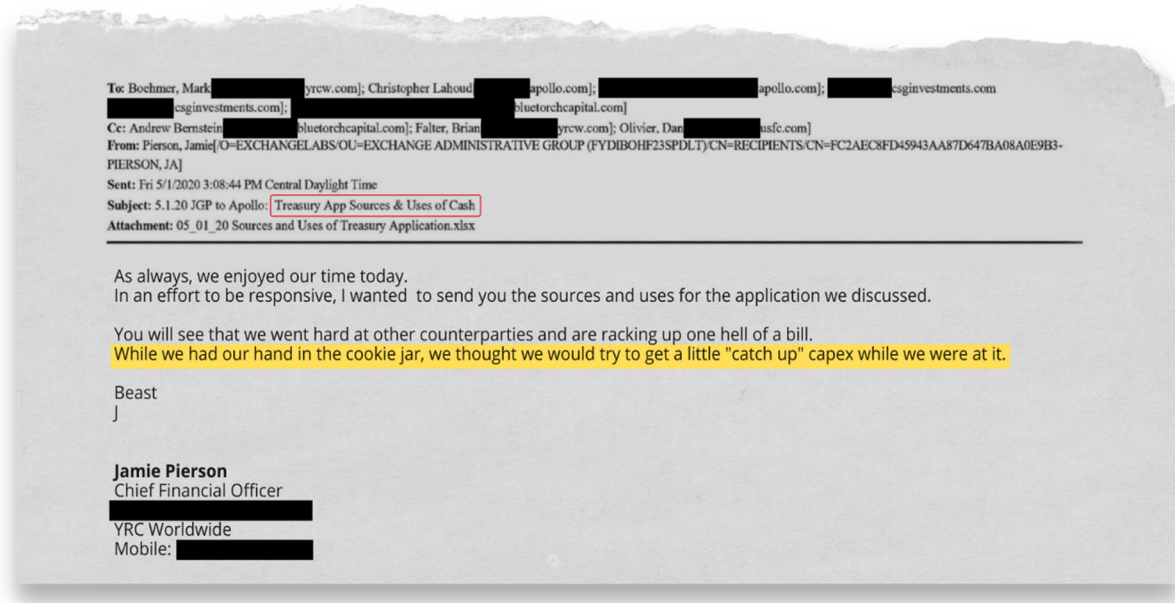 To: Boehmer, Mark yrcw.com]; Christopher Lahoud apollo.com]; apollo.com]; csginvestments.com
csginvestments.com]; bluetorchcapital.com]
Cc: Andrew Bernstein bluetorchcapital.com]; Falter, Brian yrcw.com]; Olivier, Dan usfc.com]
From: Pierson, Jamie[/O=EXCHANGELABS/OU=EXCHANGE ADMINISTRATIVE GROUP (FYDIBOHF23SPDLT)/CN=RECIPIENTS/CN=FC2AEC8FD45943AA87D647BA08A0E9B3-
PIERSON, JA]
Sent: Fri 5/1/2020 3:08:44 PM Central Daylight Time
Subject: 5.1.20 JGP to Apollo: Treasury App Sources & Uses of Cash
Attachment: 05_01_20 Sources and Uses of Treasury Application.xlsx
As always, we enjoyed our time today.
In an effort to be responsive, I wanted to send you the sources and uses for the application we discussed.
You will see that we went hard at other counterparties and are racking up one hell of a bill.
While we had our hand in the cookie jar, we thought we would try to get a little "catch up" capex while we were at it.
Beast
J
Jamie Pierson
Chief Financial Officer
YRC Worldwide
Mobile: